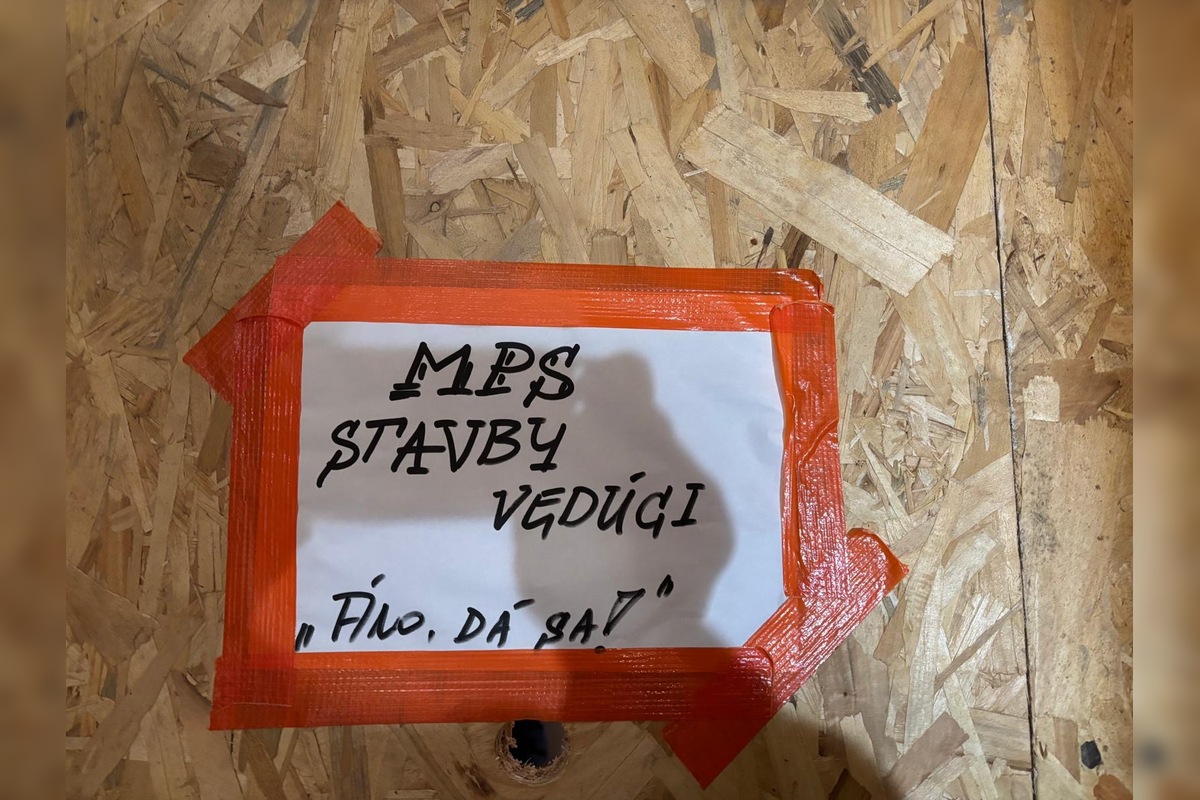 MPS
STAVBY
VEDÚCI
„FÍNO, DÁ SA!"